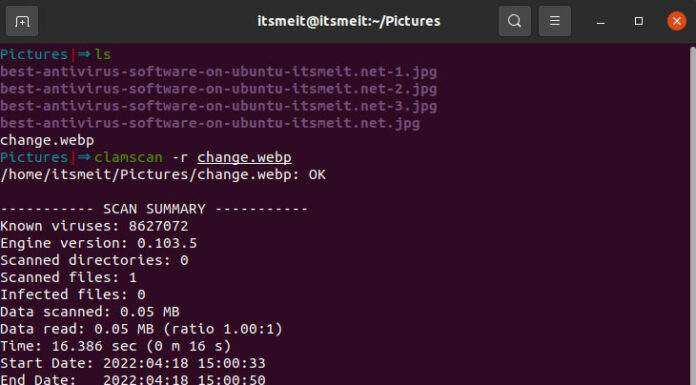 itsmeit@itsmeit:~/Pictures
Pictures|⇒ls
best-antivirus-software-on-ubuntu-itsmeit.net-1.jpg
best-antivirus-software-on-ubuntu-itsmeit.net-2.jpg
best-antivirus-software-on-ubuntu-itsmeit.net-3.jpg
best-antivirus-software-on-ubuntu-itsmeit.net.jpg
change.webp
Pictures|⇒clamscan -r change.webp
/home/itsmeit/Pictures/change.webp: OK
----------- SCAN SUMMARY -----------
Known viruses: 8627072
Engine version: 0.103.5
Scanned directories: 0
Scanned files: 1
Infected files: 0
Data scanned: 0.05 MB
Data read: 0.05 MB (ratio 1.00:1)
Time: 16.386 sec (0 m 16 s)
Start Date: 2022:04:18 15:00:33
End Date:   2022:04:18 15:00:50